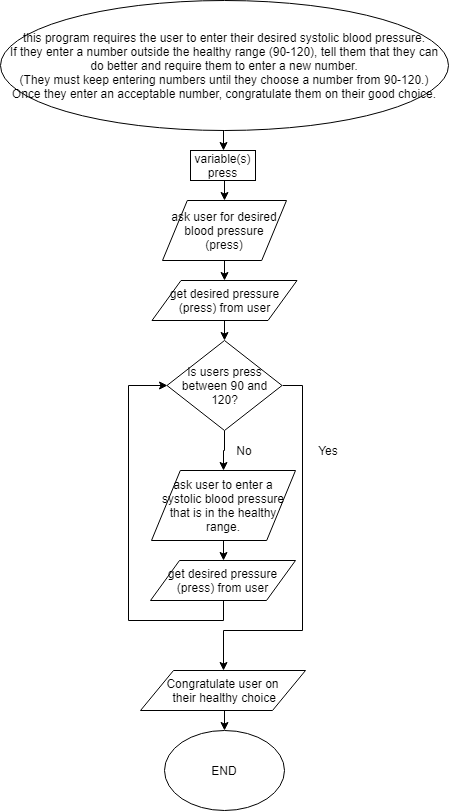 this program requires the user to enter their desired systolic blood pressure.
If they enter a number outside the healthy range (90-120), tell them that they can
do better and require them to enter a new number.
(They must keep entering numbers until they choose a number from 90-120.)
Once they enter an acceptable number, congratulate them on their good choice.
variable(s)
press
ask user for desired
blood pressure
(press)
get desired pressure
(press) from user
Is users press
between 90 and
120?
No
Yes
ask user to enter a
systolic blood pressure
that is in the healthy
range.
get desired pressure
(press) from user
Congratulate user on
their healthy choice
END